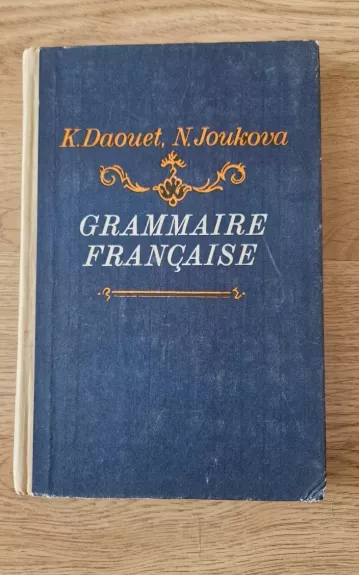 K. Daouet, N. Joukova
GRAMMAIRE
FRANÇAISE